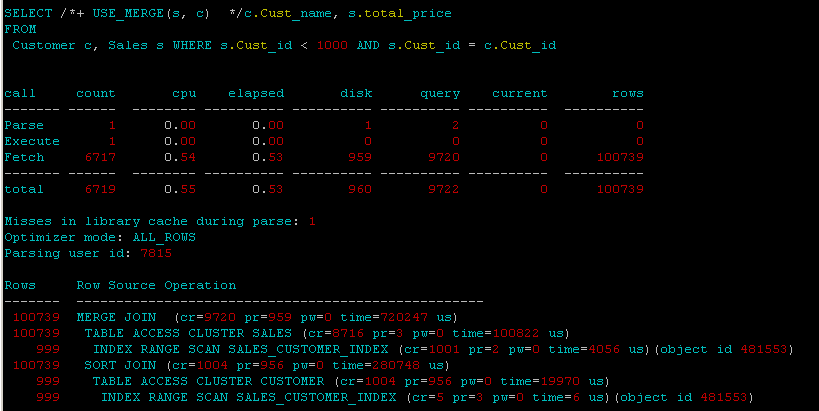 SELECT /*+ USE_MERGE(s, c)  */c.Cust_name, s.total_price
FROM
 Customer c, Sales s WHERE s.Cust_id < 1000 AND s.Cust_id = c.Cust_id
call     count       cpu    elapsed       disk      query    current        rows
------- ------  -------- ---------- ---------- ---------- ----------  ----------
Parse        1      0.00       0.00          1          2          0           0
Execute      1      0.00       0.00          0          0          0           0
Fetch     6717      0.54       0.53        959       9720          0      100739
------- ------  -------- ---------- ---------- ---------- ----------  ----------
total     6719      0.55       0.53        960       9722          0      100739
Misses in library cache during parse: 1
Optimizer mode: ALL_ROWS
Parsing user id: 7815
Rows     Row Source Operation
-------  ---------------------------------------------------
 100739  MERGE JOIN  (cr=9720 pr=959 pw=0 time=720247 us)
 100739   TABLE ACCESS CLUSTER SALES (cr=8716 pr=3 pw=0 time=100822 us)
    999    INDEX RANGE SCAN SALES_CUSTOMER_INDEX (cr=1001 pr=2 pw=0 time=4056 us)(object id 481553)
 100739   SORT JOIN (cr=1004 pr=956 pw=0 time=280748 us)
    999    TABLE ACCESS CLUSTER CUSTOMER (cr=1004 pr=956 pw=0 time=19970 us)
    999     INDEX RANGE SCAN SALES_CUSTOMER_INDEX (cr=5 pr=3 pw=0 time=6 us)(object id 481553)